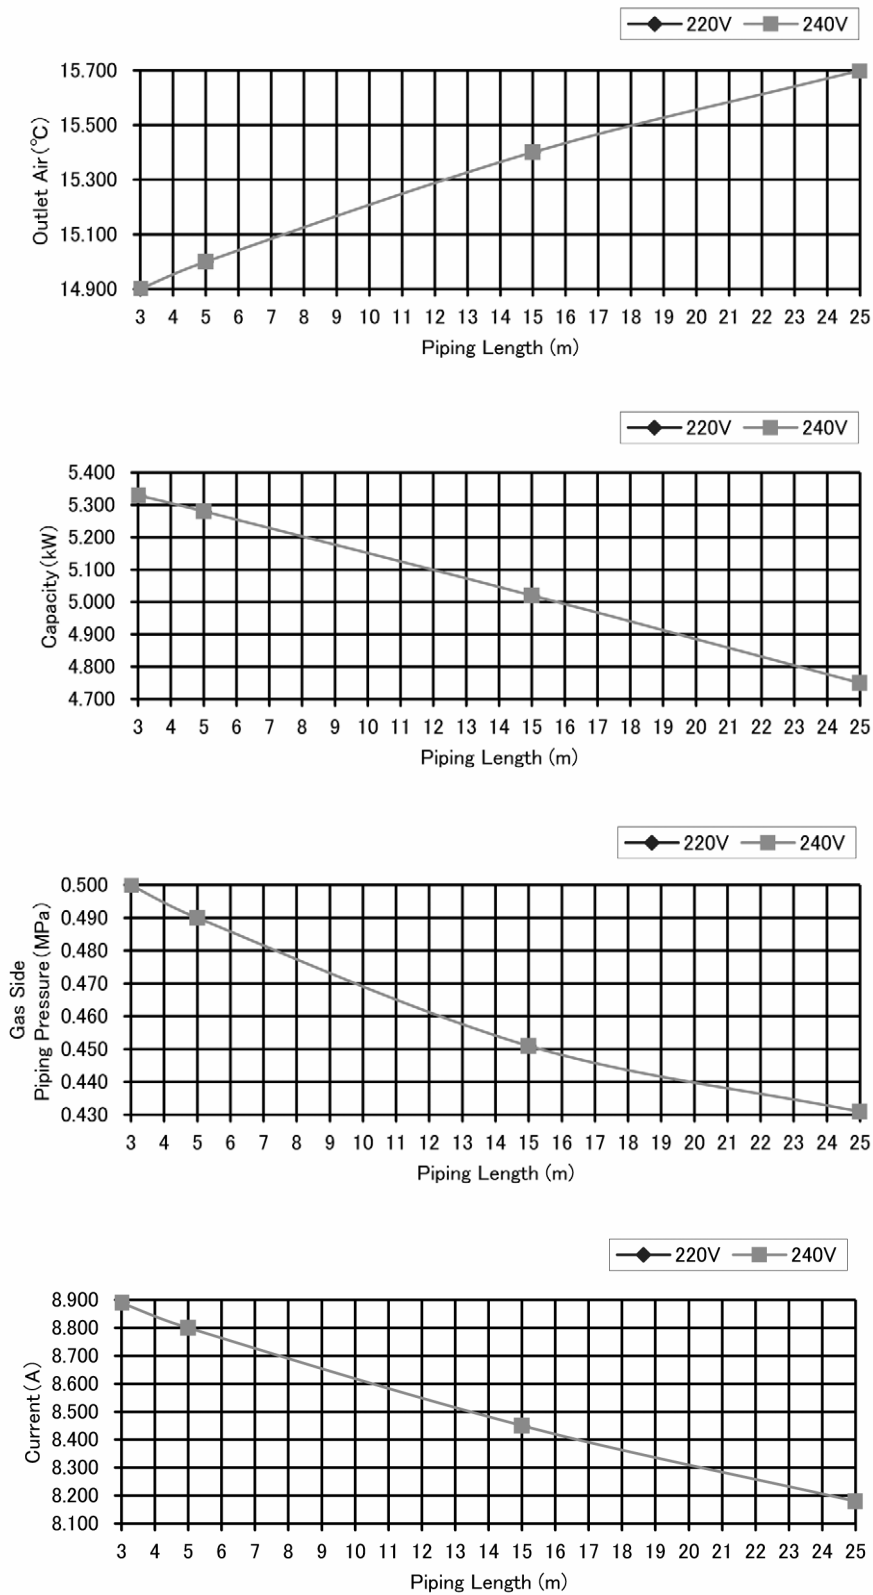 220V 240V
15.700
15.500
15.300
15.100
14.900
Outlet Air(℃)
3 4 5 6 7 8 9 10 11 12 13 14 15 16 17 18 19 20 21 22 23 24 25
Piping Length (m)
220V 240V
5.400
5.300
5.200
5.100
5.000
4.900
4.800
4.700
Capacity(kW)
3 4 5 6 7 8 9 10 11 12 13 14 15 16 17 18 19 20 21 22 23 24 25
Piping Length (m)
220V 240V
0.500
0.490
0.480
0.470
0.460
0.450
0.440
0.430
Gas Side
Piping Pressure(MPa)
3 4 5 6 7 8 9 10 11 12 13 14 15 16 17 18 19 20 21 22 23 24 25
Piping Length (m)
220V 240V
8.900
8.800
8.700
8.600
8.500
8.400
8.300
8.200
8.100
Current(A)
3 4 5 6 7 8 9 10 11 12 13 14 15 16 17 18 19 20 21 22 23 24 25
Piping Length (m)